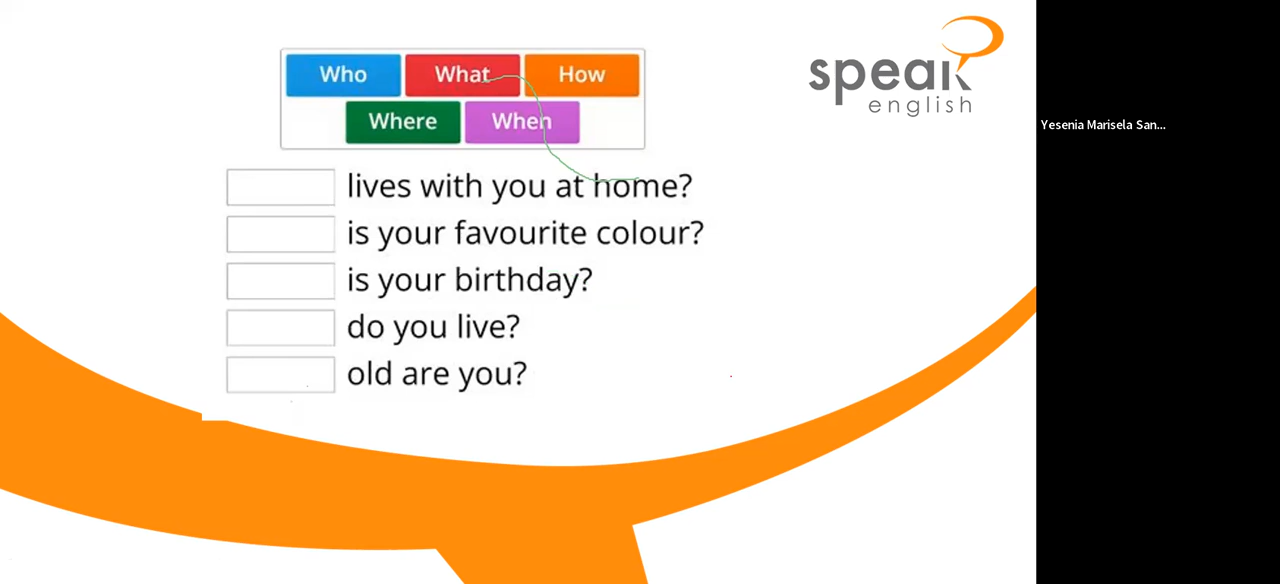 Who What How
Where When
speak
english
Yesenia Marisela San...
lives with you at home?
is your favourite colour?
is your birthday?
do you live?
old are you?